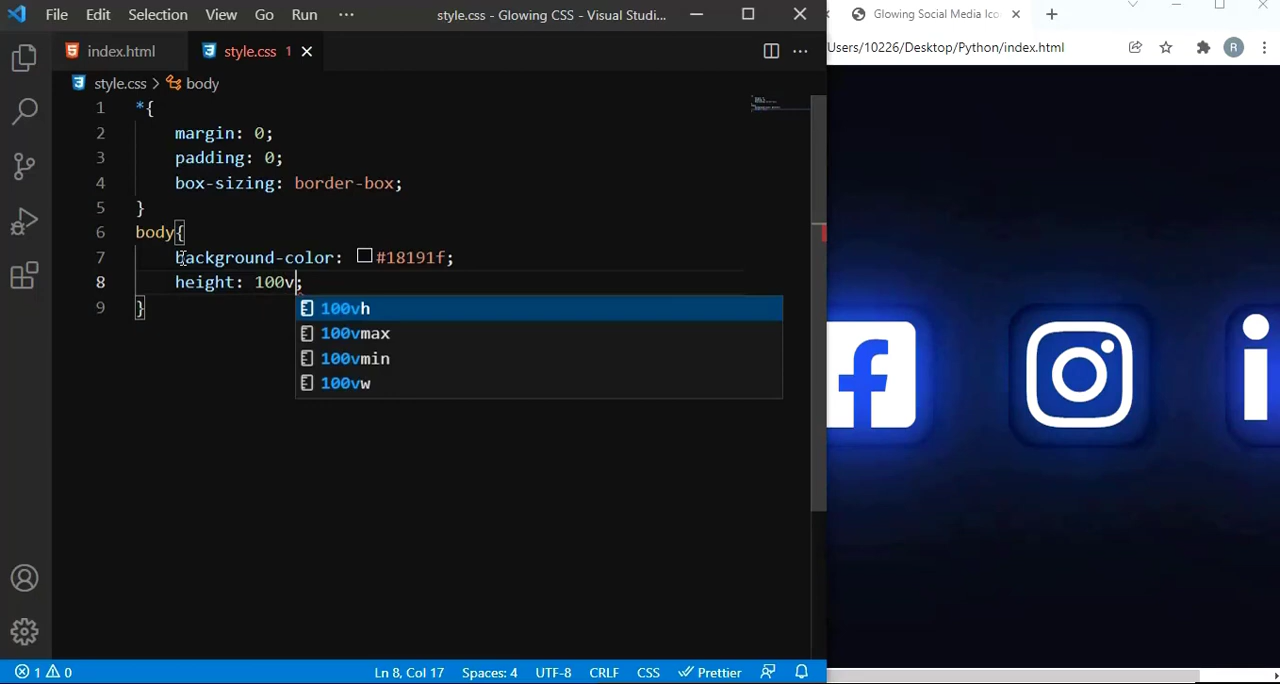 File Edit Selection View Go Run ··· style.css - Glowing CSS - Visual Studi...
Glowing Social Media Ico
index.html style.css 1
Users/10226/Desktop/Python/index.html R
style.css > body
1 *{
2 margin: 0;
3 padding: 0;
4 box-sizing: border-box;
5 }
6 body{
7 background-color: #18191f;
8 height: 100v;
9 }
100vh
100vmax
100vmin
100vw
1 0 Ln 8, Col 17 Spaces: 4 UTF-8 CRLF CSS Prettier